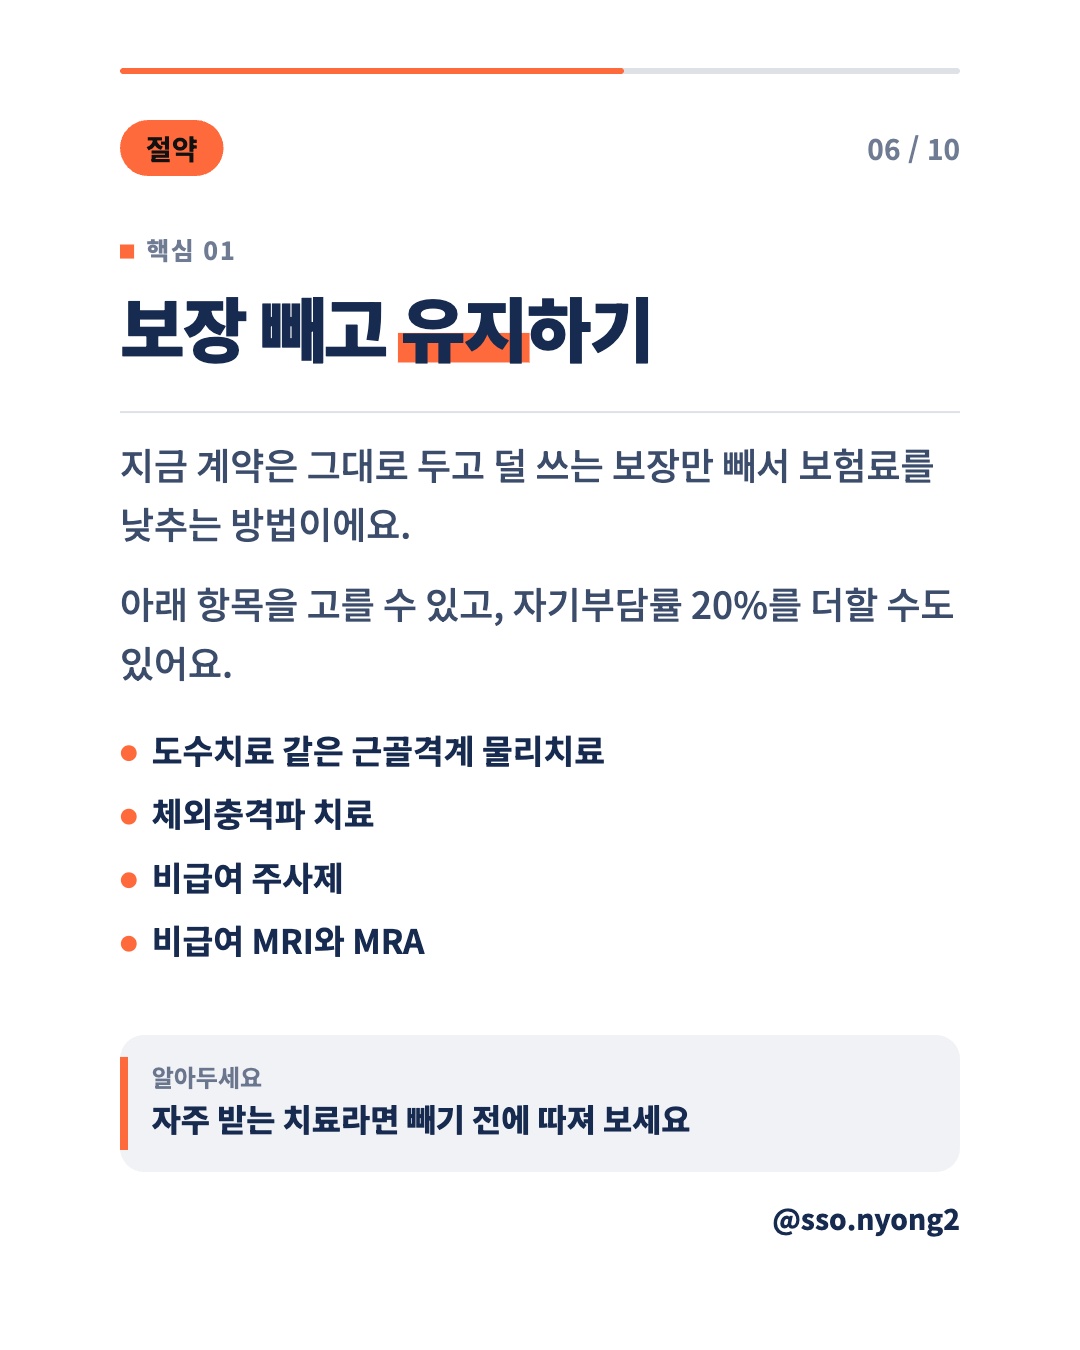 절약
06 / 10
핵심 01
보장 빼고 유지하기
지금 계약은 그대로 두고 덜 쓰는 보장만 빼서 보험료를
낮추는 방법이에요.
아래 항목을 고를 수 있고, 자기부담률 20%를 더할 수도
있어요.
도수치료 같은 근골격계 물리치료
체외충격파 치료
비급여 주사제
비급여 MRI와 MRA
알아두세요
자주 받는 치료라면 빼기 전에 따져 보세요
@sso.nyong2